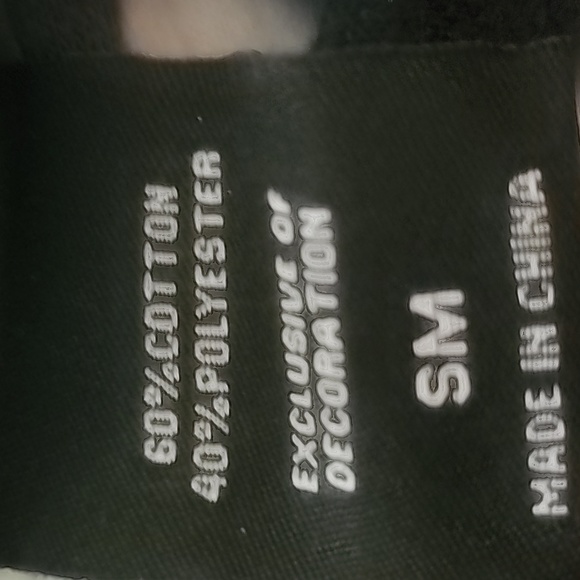 60%COTTON
40%POLYESTER
EXCLUSIVE OF
DECORATION
SM
MADE IN CHINA